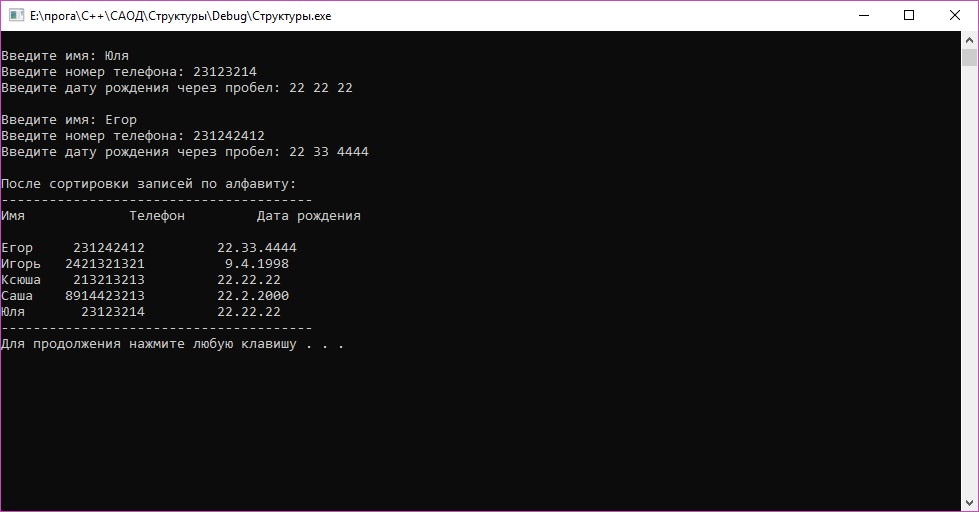 E:\прога\C++\САОД\Структуры\Debug\Структуры.exe
Введите имя: Юля
Введите номер телефона: 23123214
Введите дату рождения через пробел: 22 22 22
Введите имя: Егор
Введите номер телефона: 231242412
Введите дату рождения через пробел: 22 33 4444
После сортировки записей по алфавиту:
---------------------------------------
Имя             Телефон         Дата рождения
Егор     231242412         22.33.4444
Игорь   2421321321          9.4.1998
Ксюша    213213213         22.22.22
Саша    8914423213         22.2.2000
Юля       23123214         22.22.22
---------------------------------------
Для продолжения нажмите любую клавишу . . .